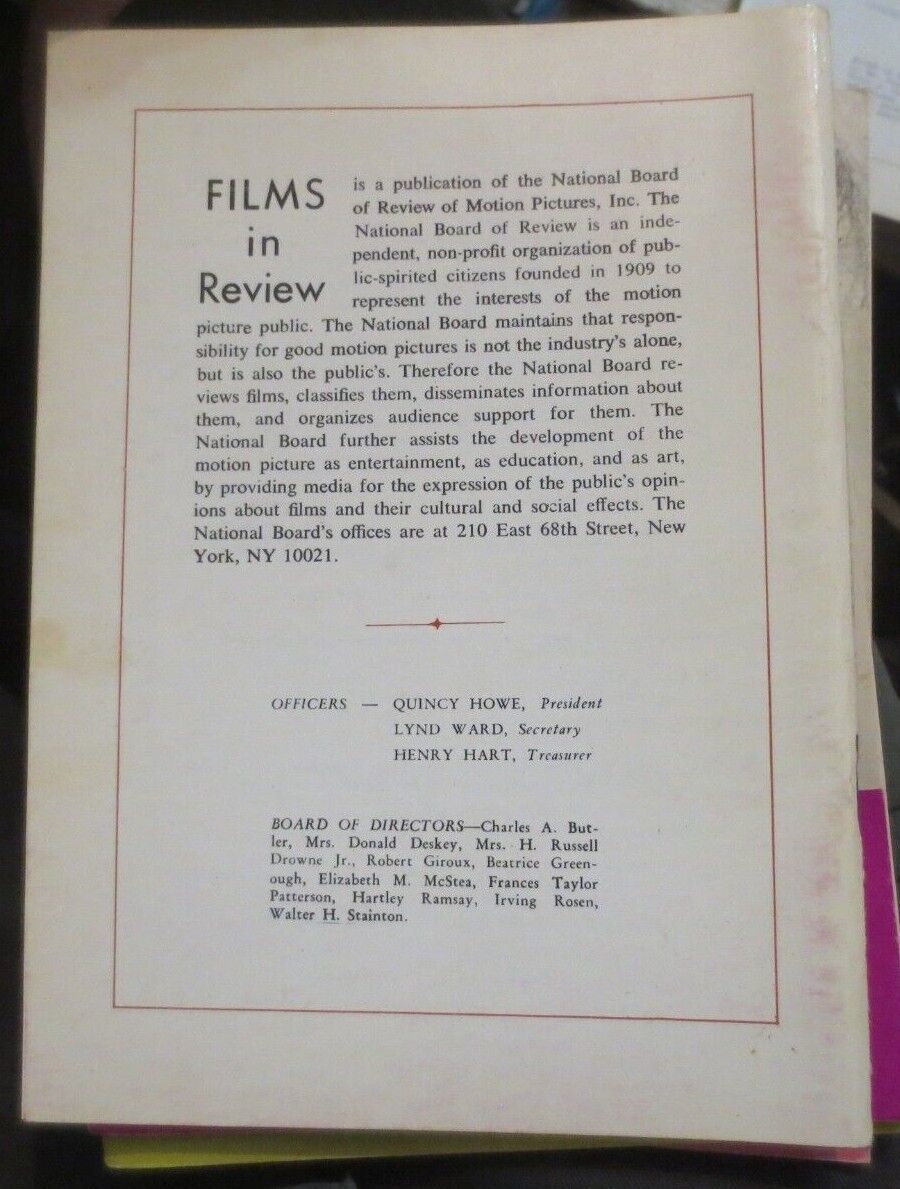 FILMS
in
Review
is a publication of the National Board
of Review of Motion Pictures, Inc. The
National Board of Review is an inde-
pendent, non-profit organization of pub-
lic-spirited citizens founded in 1909 to
represent the interests of the motion
picture public. The National Board maintains that respon-
sibility for good motion pictures is not the industry's alone,
but is also the public's. Therefore the National Board re-
views films, classifies them, disseminates information about
them, and organizes audience support for them. The
National Board further assists the development of the
motion picture as entertainment, as education, and as art,
by providing media for the expression of the public's opin-
ions about films and their cultural and social effects. The
National Board's offices are at 210 East 68th Street, New
York, NY 10021.
OFFICERS — QUINCY HOWE, President
LYND WARD, Secretary
HENRY HART, Treasurer
BOARD OF DIRECTORS—Charles A. But-
ler, Mrs. Donald Deskey, Mrs. H. Russell
Drowne Jr., Robert Giroux, Beatrice Green-
ough, Elizabeth M. McStea, Frances Taylor
Patterson, Hartley Ramsay, Irving Rosen,
Walter H. Stainton.